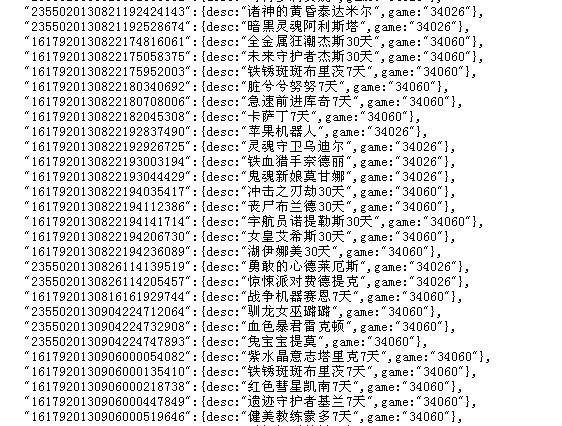 "235502013082119242​4143":{desc:"诸神的黄昏泰达米尔",game:"34026"},
"2355020130821192528674":{desc:"暗黑灵魂阿利斯塔",game:"34026"},
"1617920130822174816061":{desc:"全金属狂潮杰斯30天",game:"34060"},
"1617920130822175058375":{desc:"未来守护者杰斯30天",game:"34060"},
"1617920130822175952003":{desc:"铁锈斑斑布里茨7天",game:"34060"},
"1617920130822180340692":{desc:"脏兮兮努努7天",game:"34060"},
"1617920130822180708006":{desc:"急速前进库奇7天",game:"34060"},
"1617920130822182045308":{desc:"卡萨丁7天",game:"34060"},
"1617920130822192837490":{desc:"苹果机器人",game:"34026"},
"1617920130822192926725":{desc:"灵魂守卫乌迪尔",game:"34026"},
"1617920130822193003194":{desc:"铁血猎手奈德丽",game:"34026"},
"1617920130822193044429":{desc:"鬼魂新娘莫甘娜",game:"34026"},
"1617920130822194035417":{desc:"冲击之刃劫30天",game:"34060"},
"1617920130822194112386":{desc:"丧尸布兰德30天",game:"34060"},
"1617920130822194141714":{desc:"宇航员诺提勒斯30天",game:"34060"},
"1617920130822194206730":{desc:"女皇艾希斯30天",game:"34060"},
"1617920130822194236089":{desc:"湖伊娜美30天",game:"34060"},
"2355020130826114139519":{desc:"勇敢的心德莱厄斯",game:"34026"},
"2355020130826114205457":{desc:"惊悚派对费德提克",game:"34026"},
"1617920130816161929744":{desc:"战争机器赛恩7天",game:"34060"},
"2355020130904224712064":{desc:"驯龙女巫璐璐",game:"34060"},
"2355020130904224732908":{desc:"血色暴君雷克顿",game:"34060"},
"2355020130904224747893":{desc:"兔宝宝提莫",game:"34060"},
"1617920130906000054082":{desc:"紫水晶意志塔里克7天",game:"34060"},
"1617920130906000135410":{desc:"铁锈斑斑布里茨7天",game:"34060"},
"1617920130906000218738":{desc:"红色彗星凯南7天",game:"34060"},
"1617920130906000447849":{desc:"遗迹守护者基兰7天",game:"34060"},
"1617920130906000519646":{desc:"健美教练蒙多7天",game:"34060"},